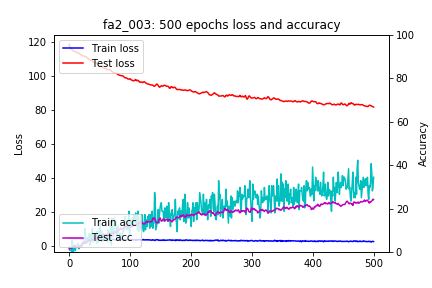 fa2_003: 500 epochs loss and accuracy
120
100
80
60
40
20
0
Loss
Train loss
Test loss
Train acc
Test acc
100
80
60
40
20
0
Accuracy
0
100
200
300
400
500